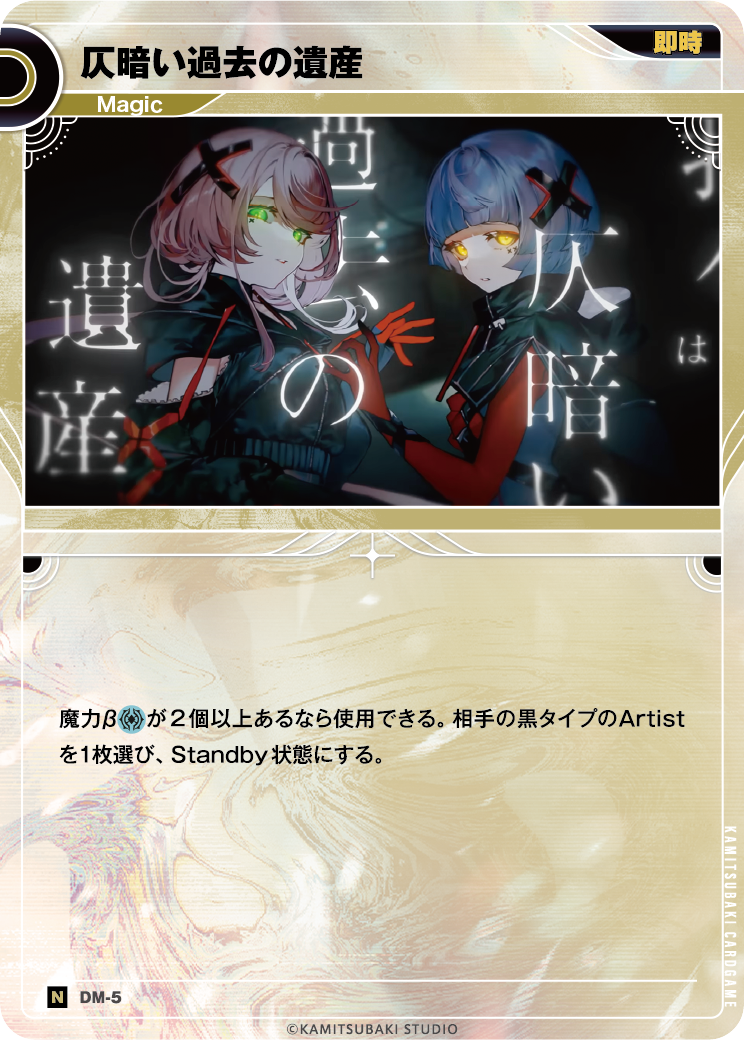 即時
仄暗い過去の遺産
Magic
仄暗い
過去の
遺産
は
魔力βが２個以上あるなら使用できる。相手の黒タイプのArtist
を1枚選び、Standby状態にする。
KAMITSUBAKI CARDGAME
N DM-5
©KAMITSUBAKI STUDIO